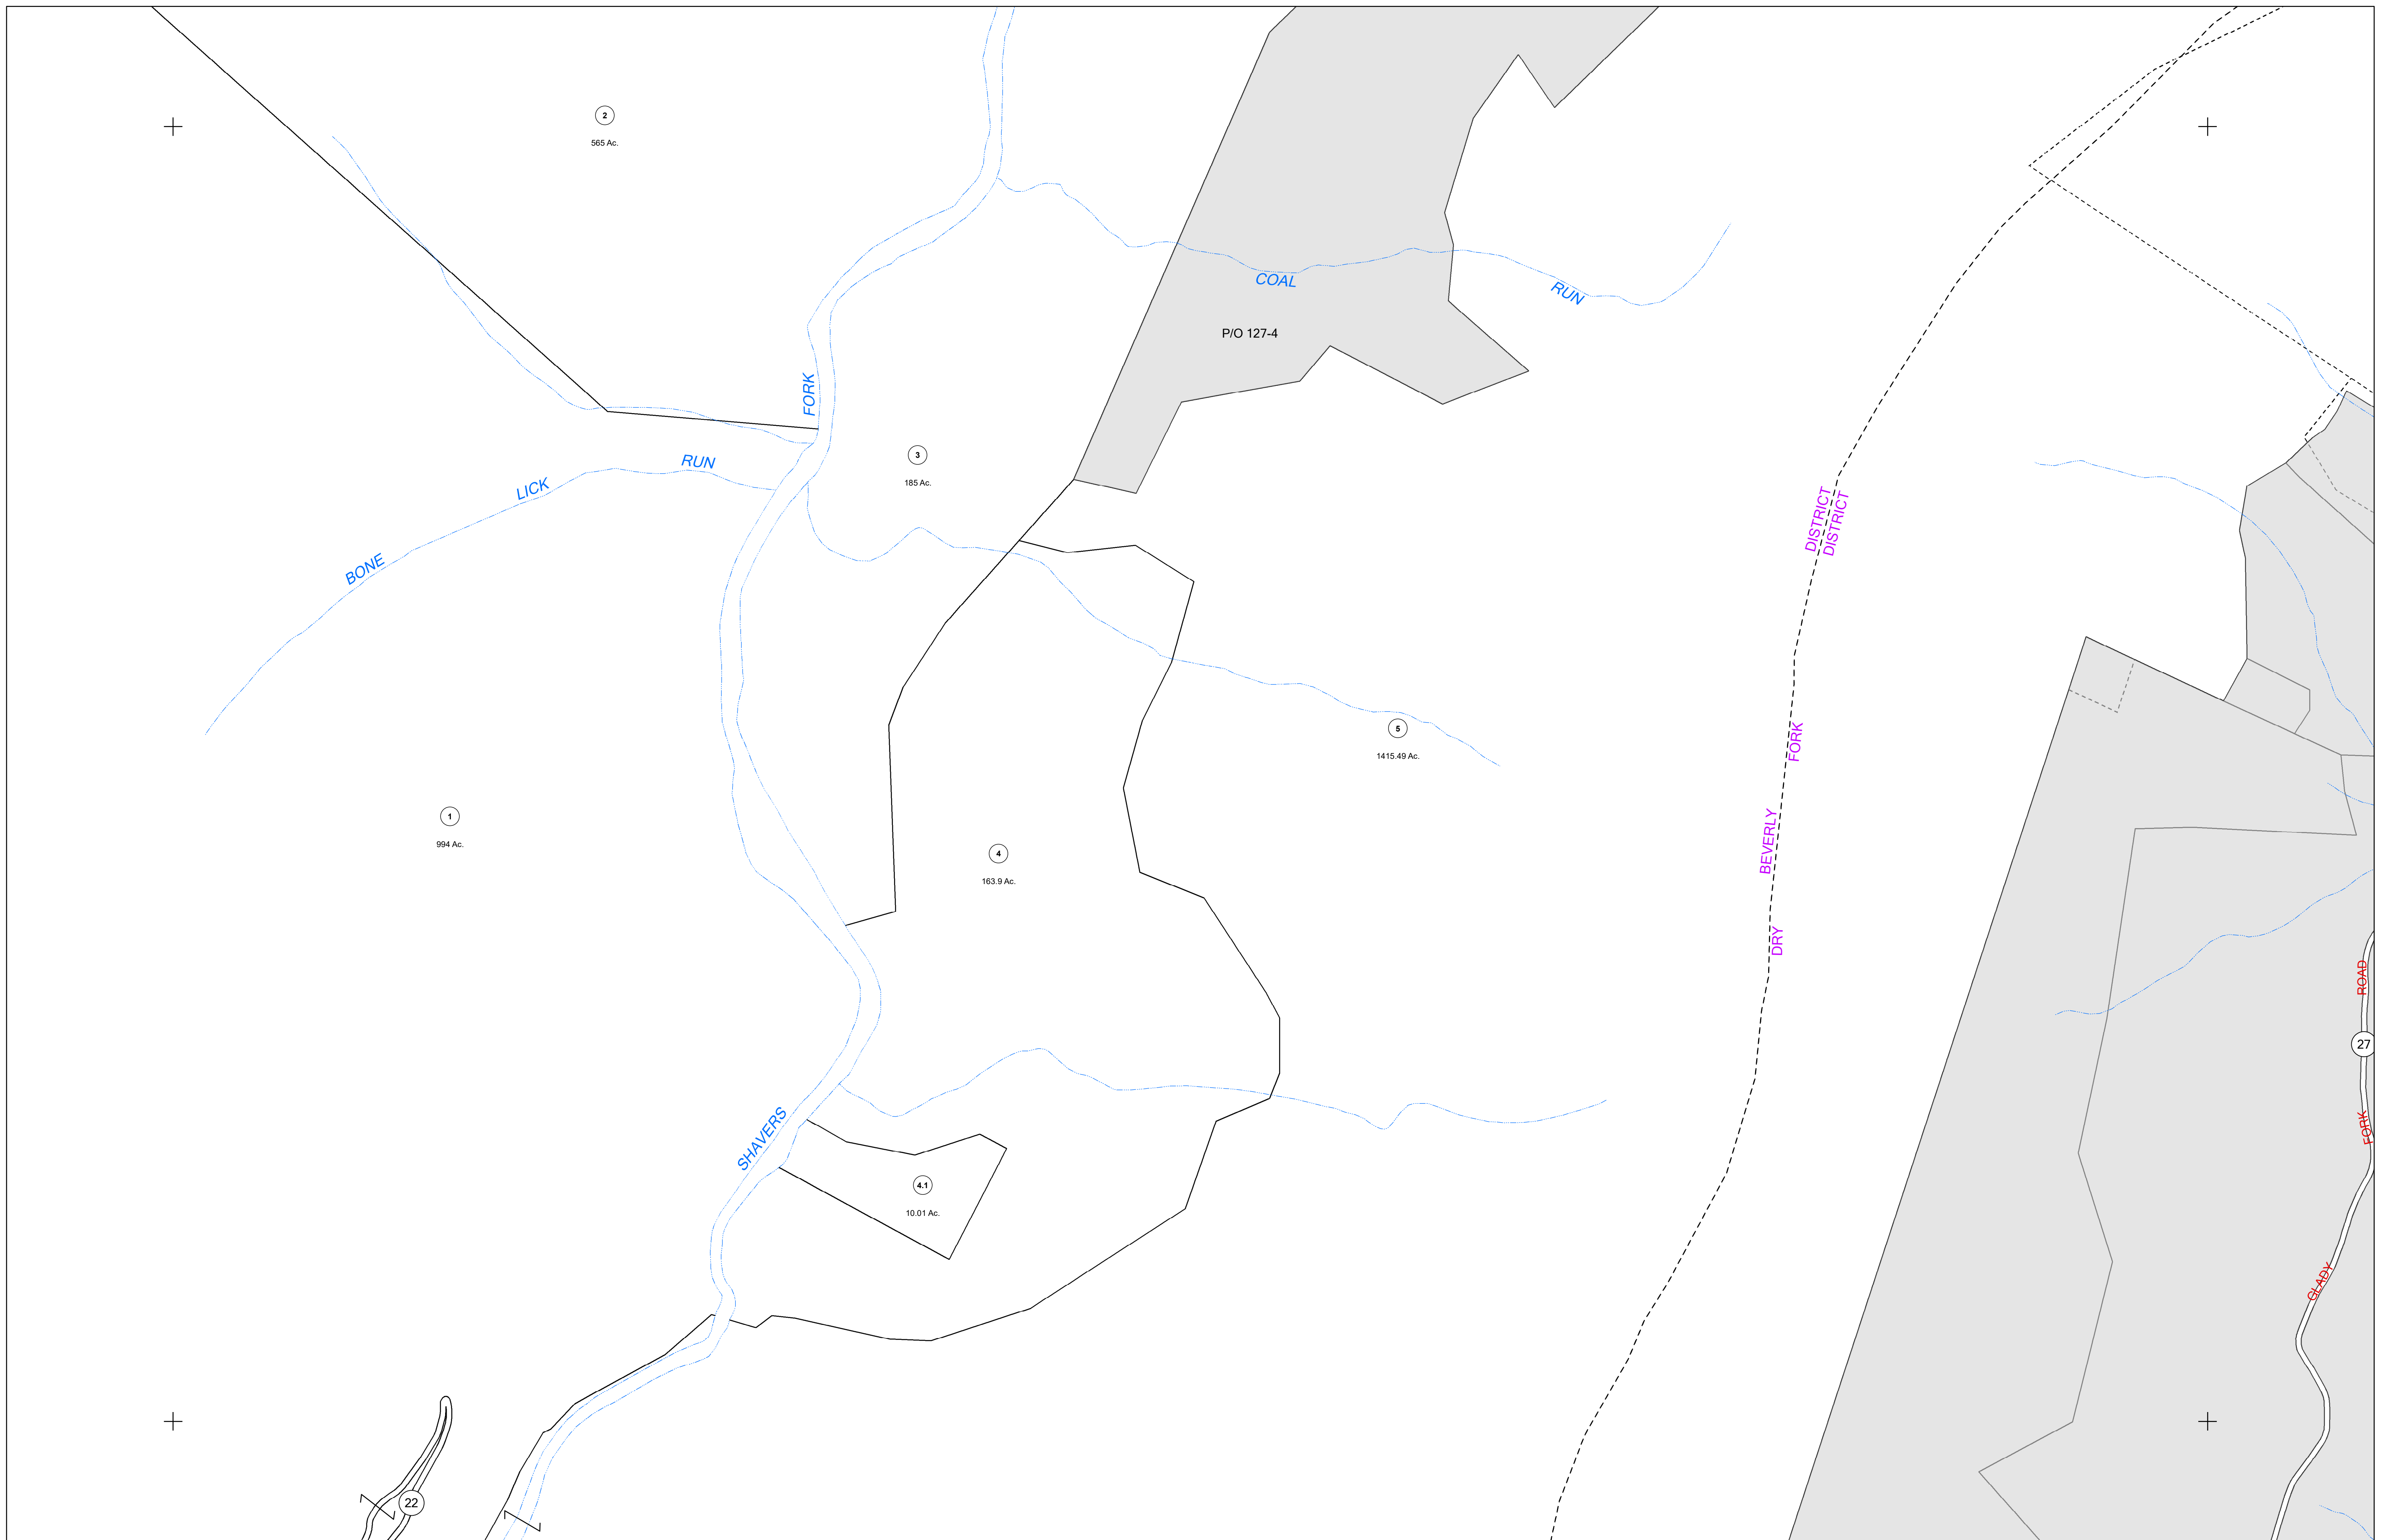 2
565 Ac.
COAL
RUN
P/O 127-4
FORK
3
185 Ac.
RUN
LICK
BONE
DISTRICT
DISTRICT
5
1415.49 Ac.
FORK
1
994 Ac.
BEVERLY
4
163.9 Ac.
DRY
ROAD
27
FORK
SHAVERS
4.1
10.01 Ac.
GLADY
22